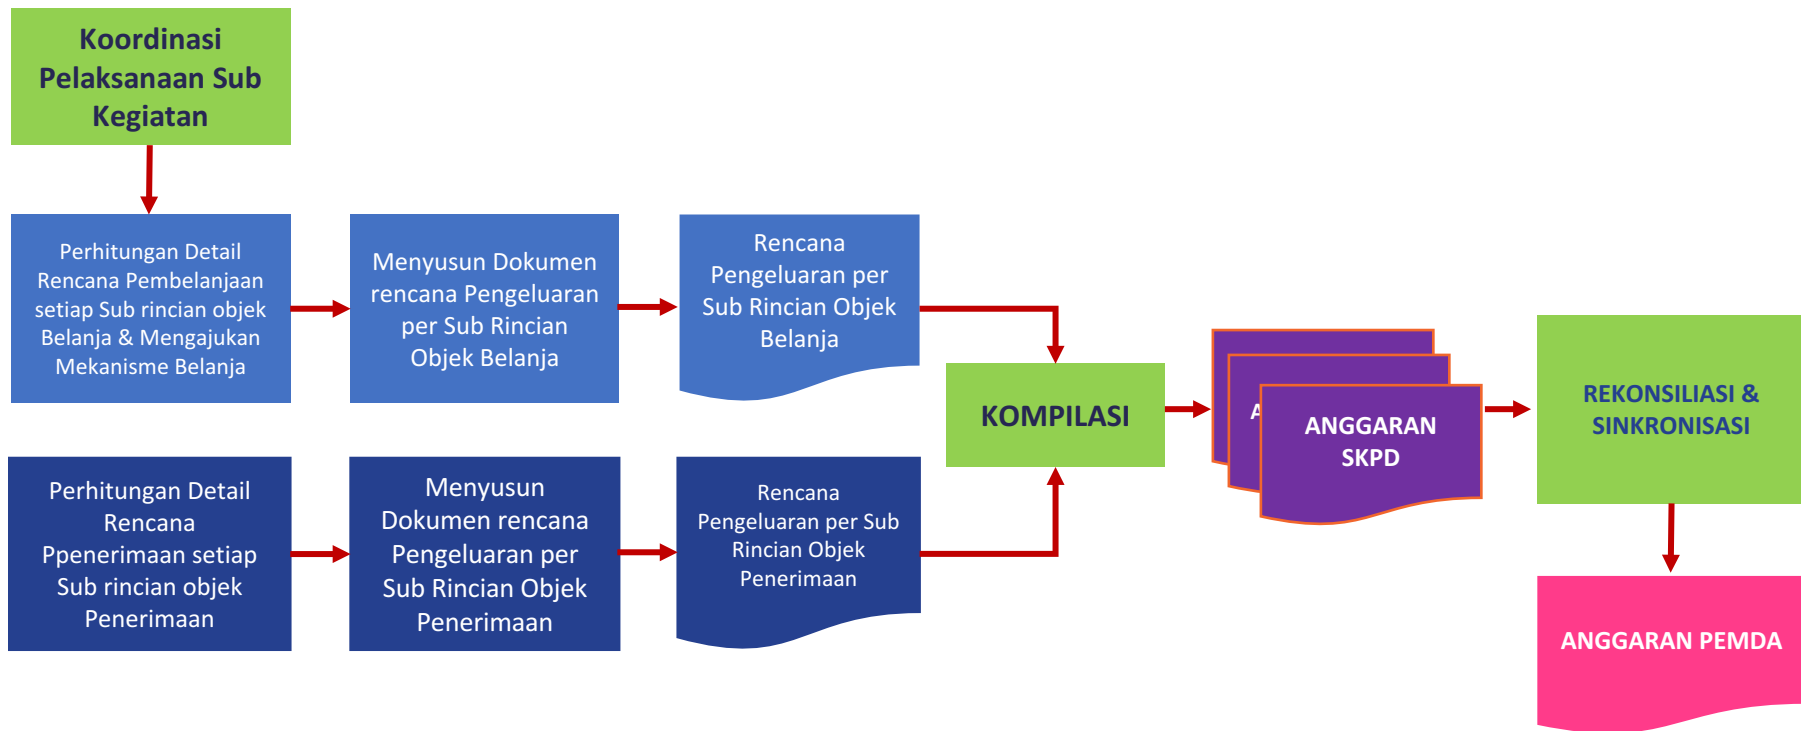 Koordinasi
Pelaksanaan Sub
Kegiatan
Perhitungan Detail
Rencana Pembelanjaan
setiap Sub rincian objek
Belanja & Mengajukan
Mekanisme Belanja
Menyusun Dokumen
rencana Pengeluaran
per Sub Rincian
Objek Belanja
Rencana
Pengeluaran per
Sub Rincian Objek
Belanja
Perhitungan Detail
Rencana
Ppenerimaan setiap
Sub rincian objek
Penerimaan
Menyusun
Dokumen rencana
Pengeluaran per
Sub Rincian Objek
Penerimaan
Rencana
Pengeluaran per Sub
Rincian Objek
Penerimaan
KOMPILASI
ANGGARAN
SKPD
REKONSILIASI &
SINKRONISASI
ANGGARAN PEMDA